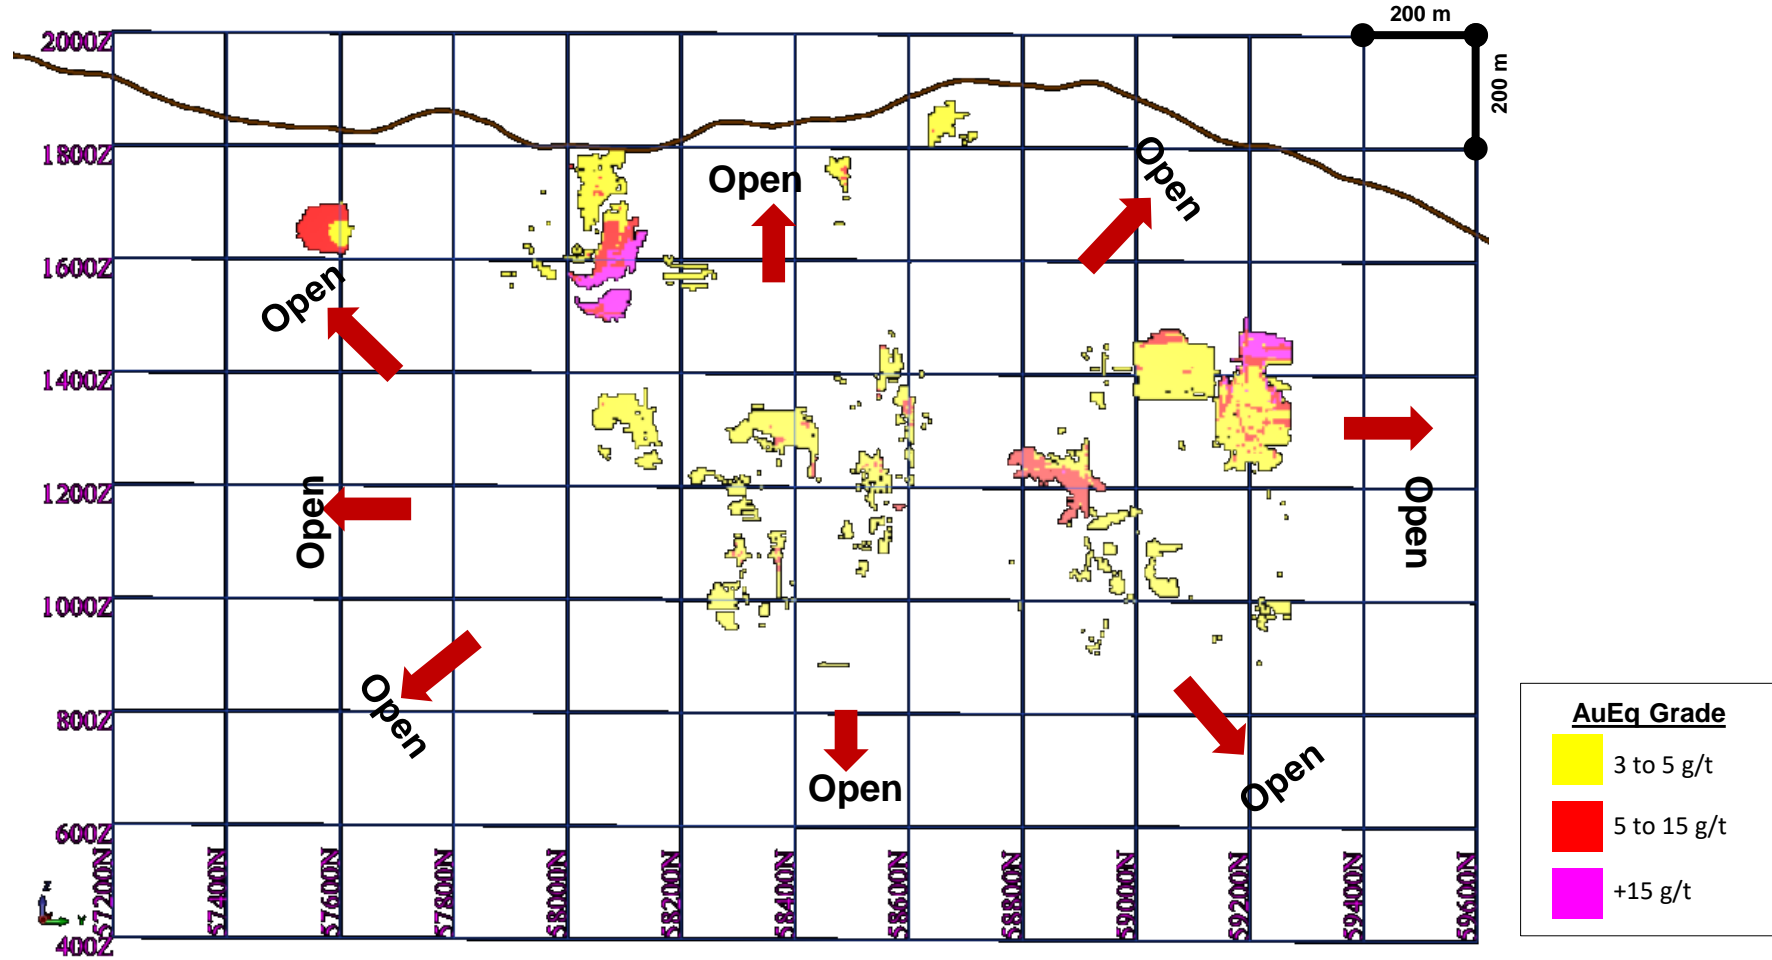 200 m
200 m
2000Z
1800Z
1600Z
1400Z
1200Z
1000Z
800Z
600Z
400Z
Open
Open
Open
Open
Open
Open
Open
Open
57200N
57400N
57600N
57800N
58000N
58200N
58400N
58600N
58800N
59000N
59200N
59400N
59600N
Z
Y
AuEq Grade
3 to 5 g/t
5 to 15 g/t
+15 g/t